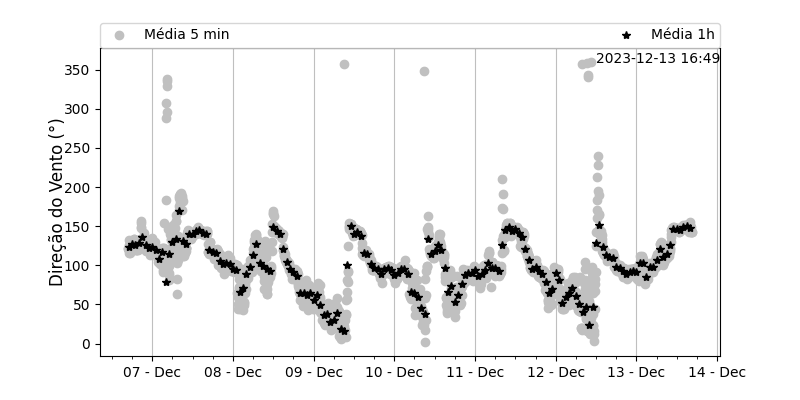 Média 5 min
Média 1h
2023-12-13 16:49
Direção do Vento (°)
350
300
250
200
150
100
50
0
07 - Dec
08 - Dec
09 - Dec
10 - Dec
11 - Dec
12 - Dec
13 - Dec
14 - Dec